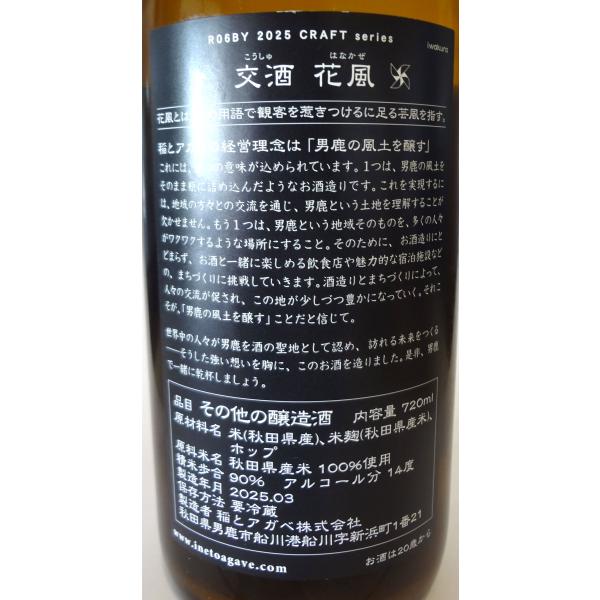 R06BY 2025 CRAFT series
iwakura
こうしゅ はなかぜ
交酒 花風
花風とは、の用語で観客を惹きつけるに足る芸風を指す。
稲とアガベの経営理念は「男鹿の風土を醸す」
これには、の意味が込められています。1つは、男鹿の風土を
そのまま瓶に詰め込んだようなお酒造りです。これを実現するに
は、地域の方々との交流を通じ、男鹿という土地を理解することが
欠かせません。もう1つは、男鹿という地域そのものを、多くの人々
がワクワクするような場所にすること。そのために、お酒造りにと
どまらず、お酒と一緒に楽しめる飲食店や魅力的な宿泊施設など
の、まちづくりに挑戦していきます。酒造りとまちづくりによって、
人々の交流が促され、この地が少しづつ豊かになっていく。それこ
そが、「男鹿の風土を醸す」ことだと信じて。
世界中の人々が男鹿を酒の聖地として認め、訪れる未来をつくる
──そうした強い想いを胸に、このお酒を造りました。是非、男鹿
で一緒に乾杯しましょう。
品目 その他の醸造酒 内容量 720ml
原材料名 米(秋田県産)、米麹(秋田県産米)、
ホップ
原料米名 秋田県産米 100%使用
精米歩合 90% アルコール分 14度
製造年月 2025.03
保存方法 要冷蔵
製造者 稲とアガベ株式会社
秋田県男鹿市船川港船川字新浜町1番21
www.inetoagave.com
お酒は20歳から